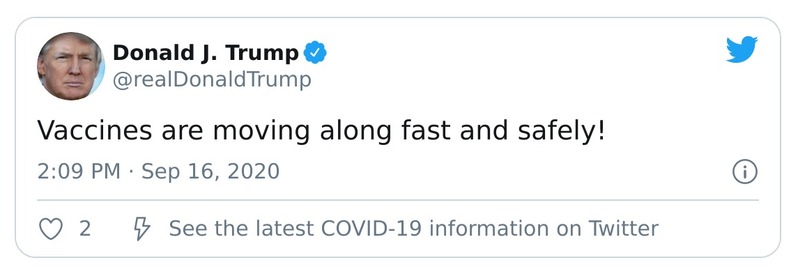 Donald J. Trump
@realDonaldTrump
Vaccines are moving along fast and safely!
2:09 PM · Sep 16, 2020
2 See the latest COVID-19 information on Twitter